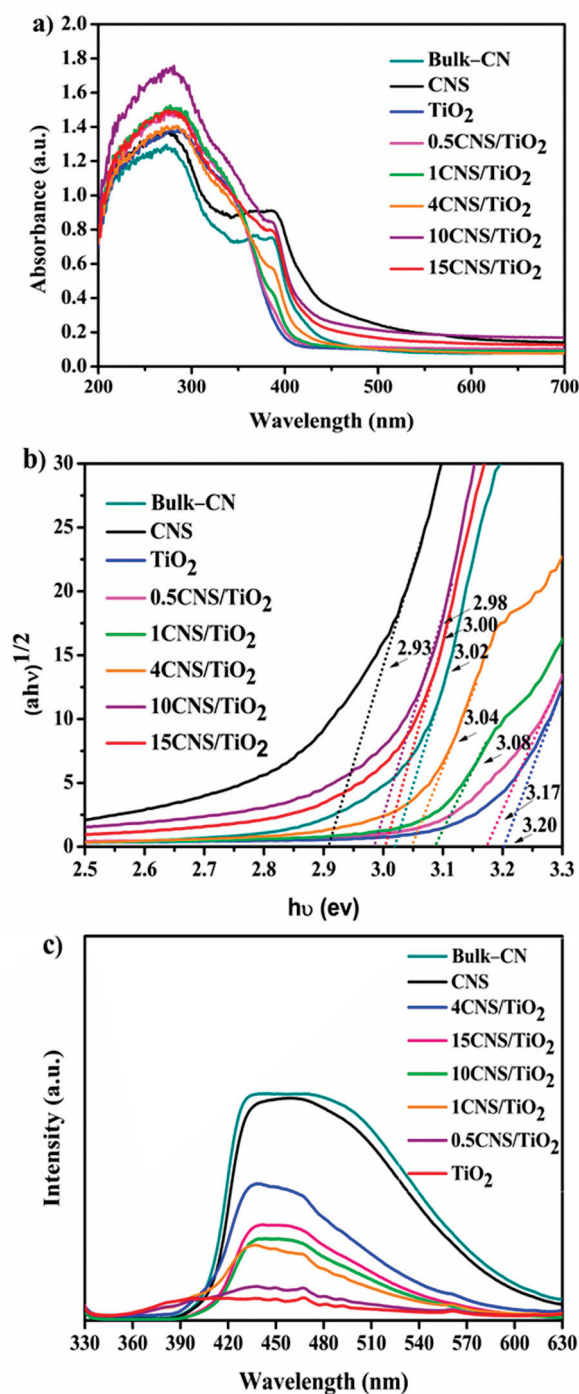 a)
2.0
1.8
1.6
1.4
1.2
1.0
0.8
0.6
0.4
0.2
0.0
Absorbance (a.u.)
Bulk−CN
CNS
TiO₂
0.5CNS/TiO₂
1CNS/TiO₂
4CNS/TiO₂
10CNS/TiO₂
15CNS/TiO₂
200 300 400 500 600 700
Wavelength (nm)
b)
30
25
20
15
10
5
0
(ahν)^1/2
Bulk−CN
CNS
TiO₂
0.5CNS/TiO₂
1CNS/TiO₂
4CNS/TiO₂
10CNS/TiO₂
15CNS/TiO₂
2.98
3.00
2.93
3.02
3.04
3.08
3.17
3.20
2.5 2.6 2.7 2.8 2.9 3.0 3.1 3.2 3.3
hυ (ev)
c)
Intensity (a.u.)
Bulk−CN
CNS
4CNS/TiO₂
15CNS/TiO₂
10CNS/TiO₂
1CNS/TiO₂
0.5CNS/TiO₂
TiO₂
330 360 390 420 450 480 510 540 570 600 630
Wavelength (nm)